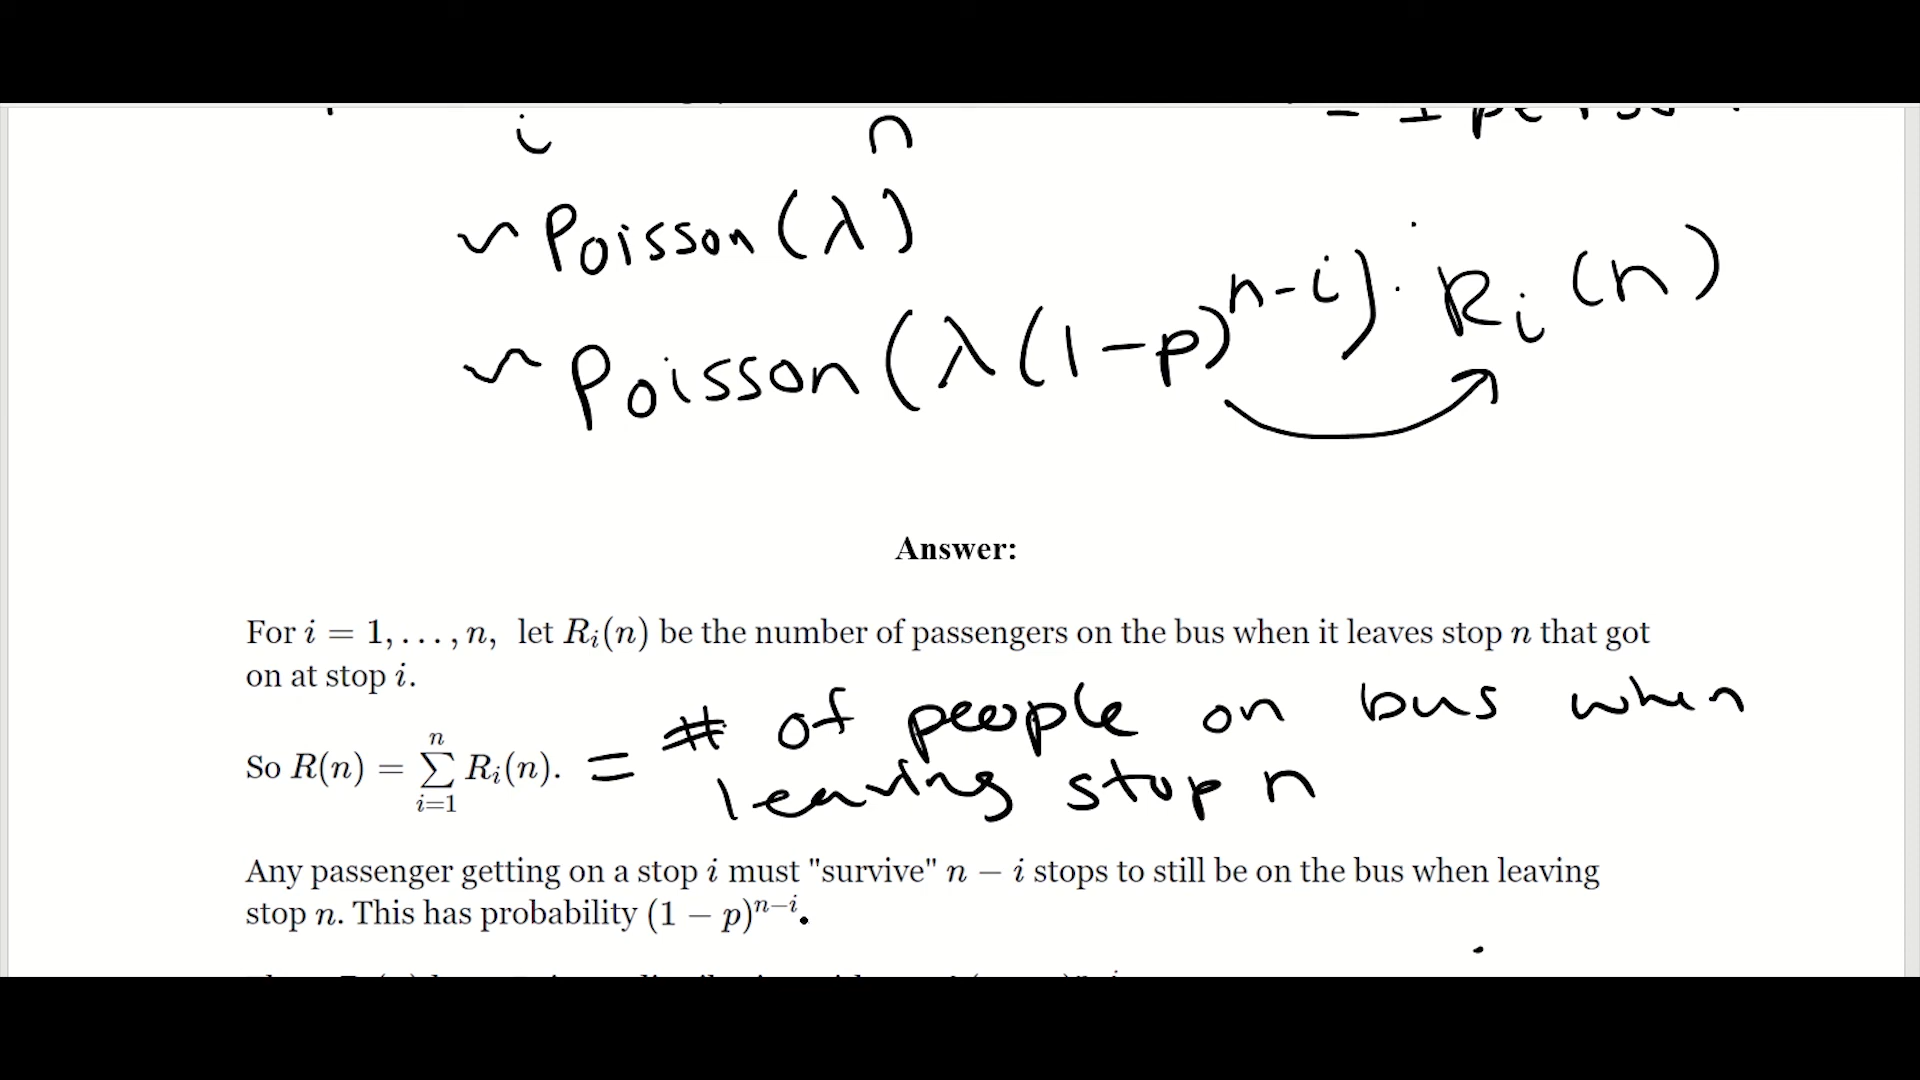 i n
~ Poisson(λ)
~ Poisson(λ(1-p)^{n-i}). R_i(n)
Answer:
For i = 1, . . . , n, let R_i(n) be the number of passengers on the bus when it leaves stop n that got
on at stop i.
So R(n) = \sum_{i=1}^{n} R_i(n). = # of people on bus when
leaving stop n
Any passenger getting on a stop i must "survive" n − i stops to still be on the bus when leaving
stop n. This has probability (1 − p)^{n−i}.